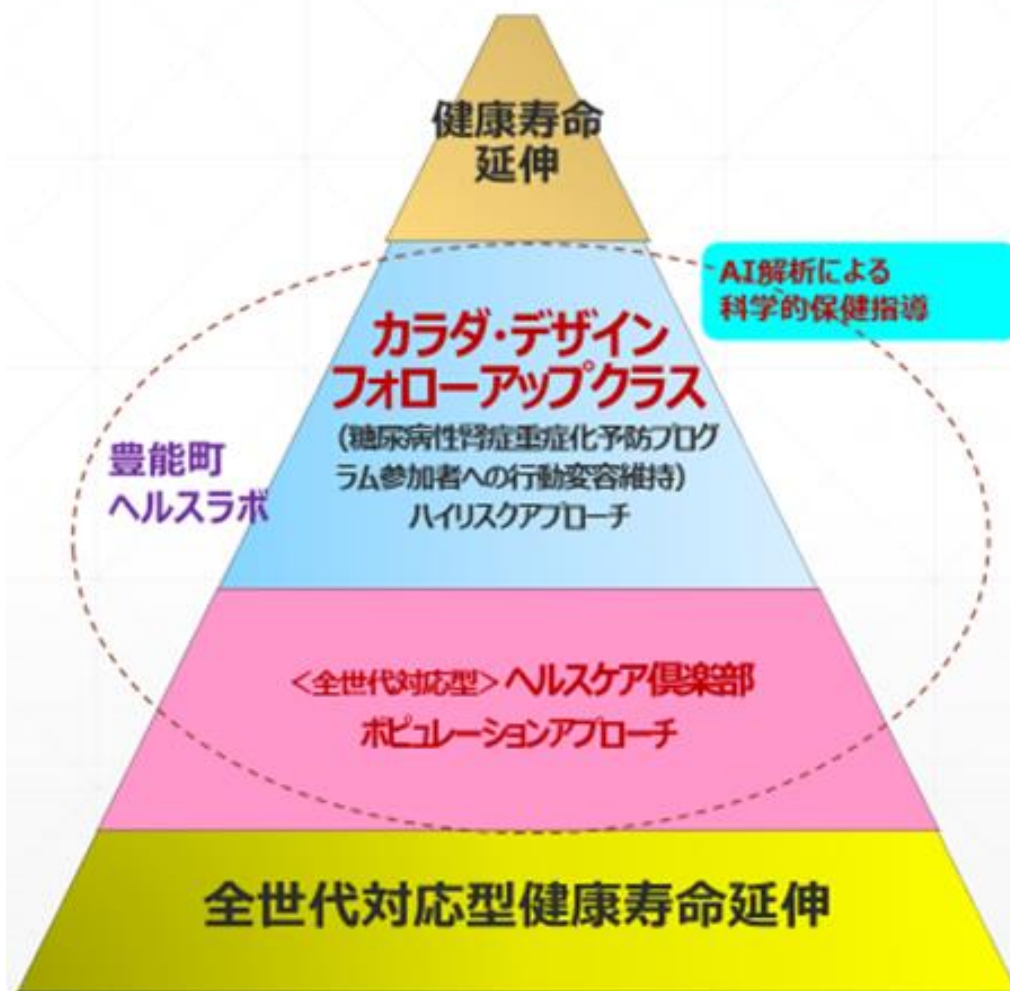 健康寿命
延伸
AI解析による
科学的保健指導
カラダ・デザイン
フォローアップクラス
（糖尿病性腎症重症化予防プログ
ラム参加者への行動変容維持）
ハイリスクアプローチ
豊能町
ヘルスラボ
＜全世代対応型＞ヘルスケア倶楽部
ポピュレーションアプローチ
全世代対応型健康寿命延伸